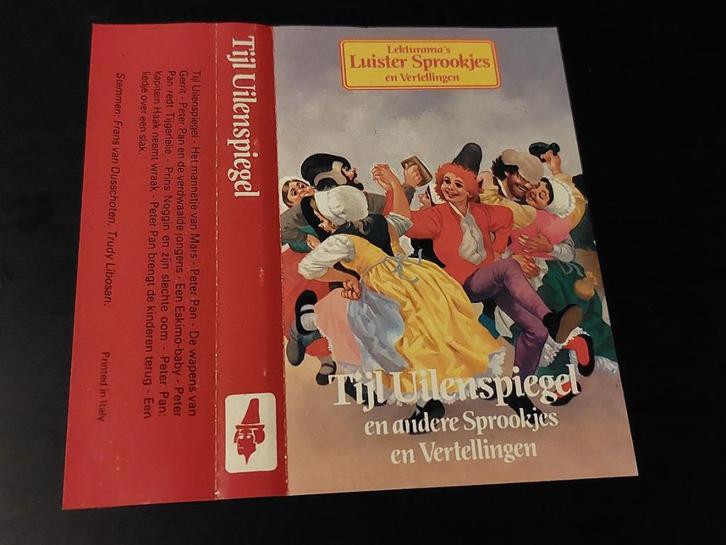 Lekturama's
Luister Sprookjes
en Vertellingen
Tijl Uilenspiegel
en andere Sprookjes
en Vertellingen
Tijl Uilenspiegel
Tijl Uilenspiegel - Het mannetje van Mars - Peter Pan - De wapens van
Gerrit - Peter Pan en de verdwaalde jongens - Een Eskimo-baby - Peter
Pan redt Tijgerlelie - Prins Noggin en zijn slechte oom - Peter Pan:
kapitein Haak neemt wraak - Peter Pan brengt de kinderen terug - Een
liedje over een slak.
Stemmen: Frans van Dusschoten, Trudy Libosan.
Printed in Italy